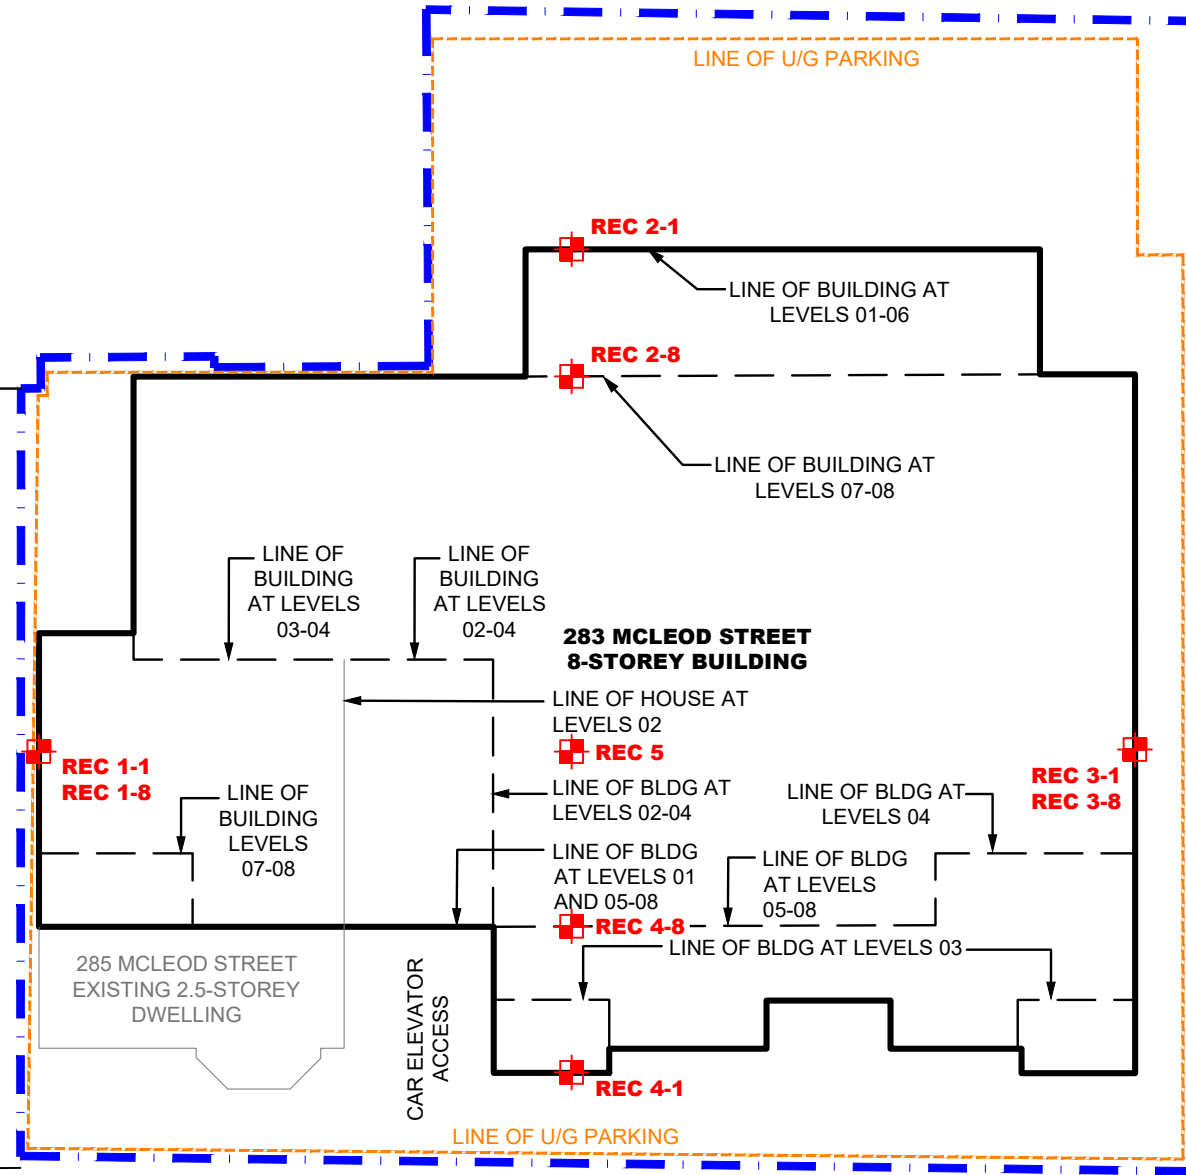 LINE OF U/G PARKING
REC 2-1
LINE OF BUILDING AT
LEVELS 01-06
REC 2-8
LINE OF BUILDING AT
LEVELS 07-08
LINE OF
BUILDING
AT LEVELS
03-04
LINE OF
BUILDING
AT LEVELS
02-04
283 MCLEOD STREET
8-STOREY BUILDING
LINE OF HOUSE AT
LEVELS 02
REC 5
REC 1-1
REC 1-8
REC 3-1
REC 3-8
LINE OF
BUILDING
LEVELS
07-08
LINE OF BLDG AT
LEVELS 02-04
LINE OF BLDG AT
LEVELS 04
LINE OF BLDG
AT LEVELS 01
AND 05-08
LINE OF BLDG
AT LEVELS
05-08
REC 4-8
LINE OF BLDG AT LEVELS 03
285 MCLEOD STREET
EXISTING 2.5-STOREY
DWELLING
CAR ELEVATOR
ACCESS
REC 4-1
LINE OF U/G PARKING